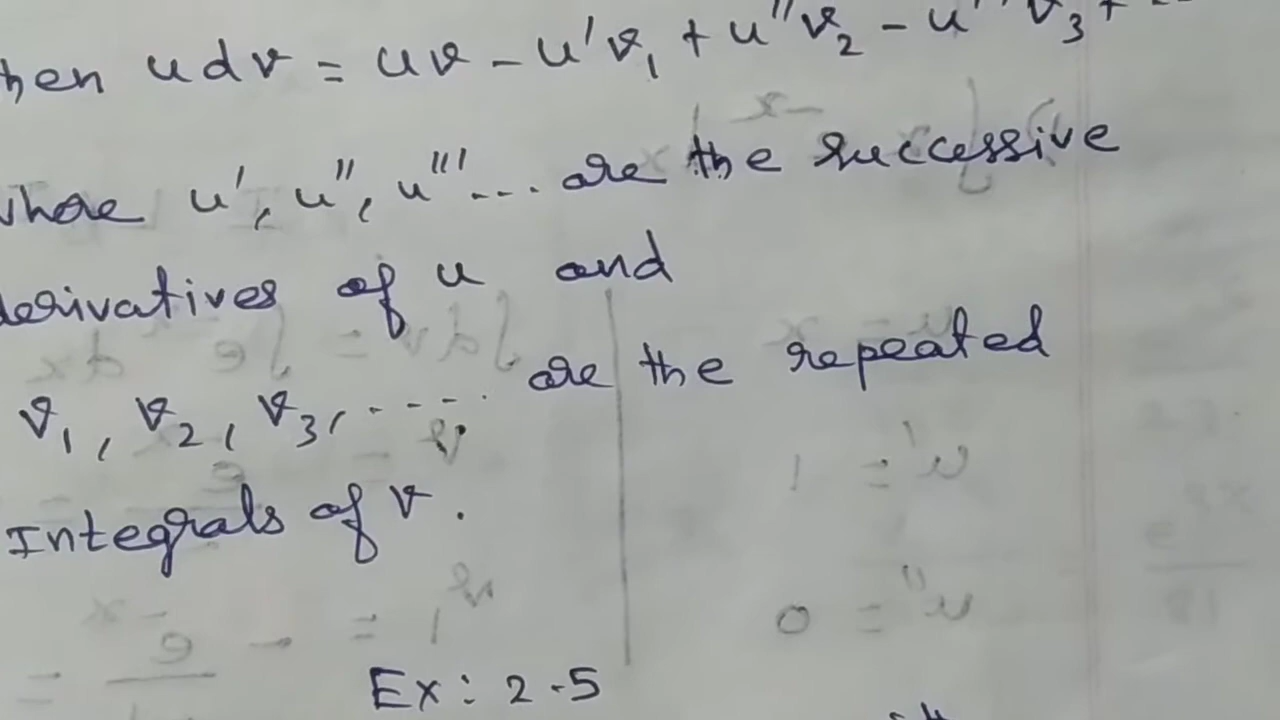 hen u dv = uv - u'v₁ + u''v₂ - u'''v₃ +
where u', u'', u''' ... are the successive
derivatives of u and
v₁, v₂, v₃, ..... are the repeated
Integrals of v.
Ex: 2.5